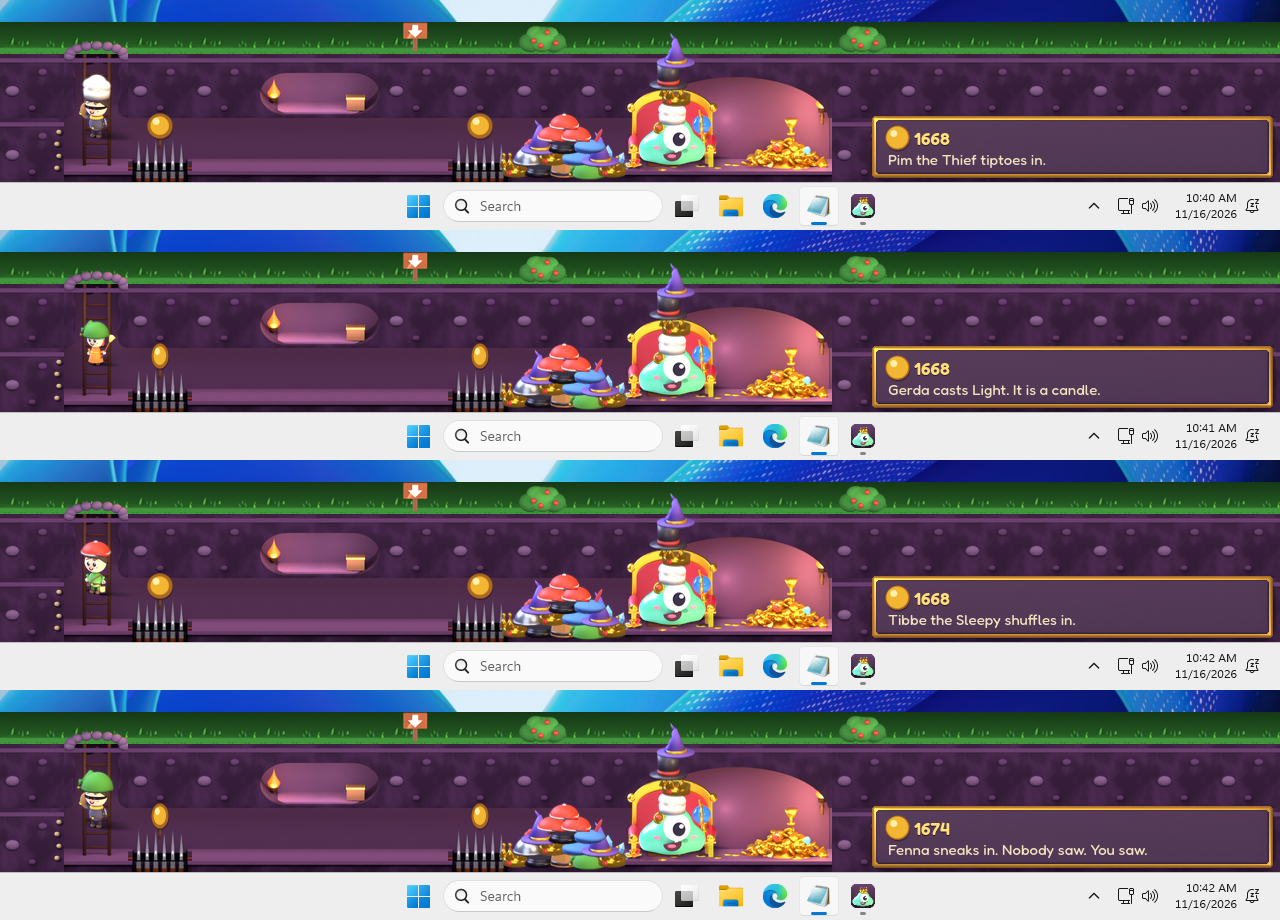 1668
Pim the Thief tiptoes in.
Search
10:40 AM
11/16/2026
1668
Gerda casts Light. It is a candle.
Search
10:41 AM
11/16/2026
1668
Tibbe the Sleepy shuffles in.
Search
10:42 AM
11/16/2026
1674
Fenna sneaks in. Nobody saw. You saw.
Search
10:42 AM
11/16/2026